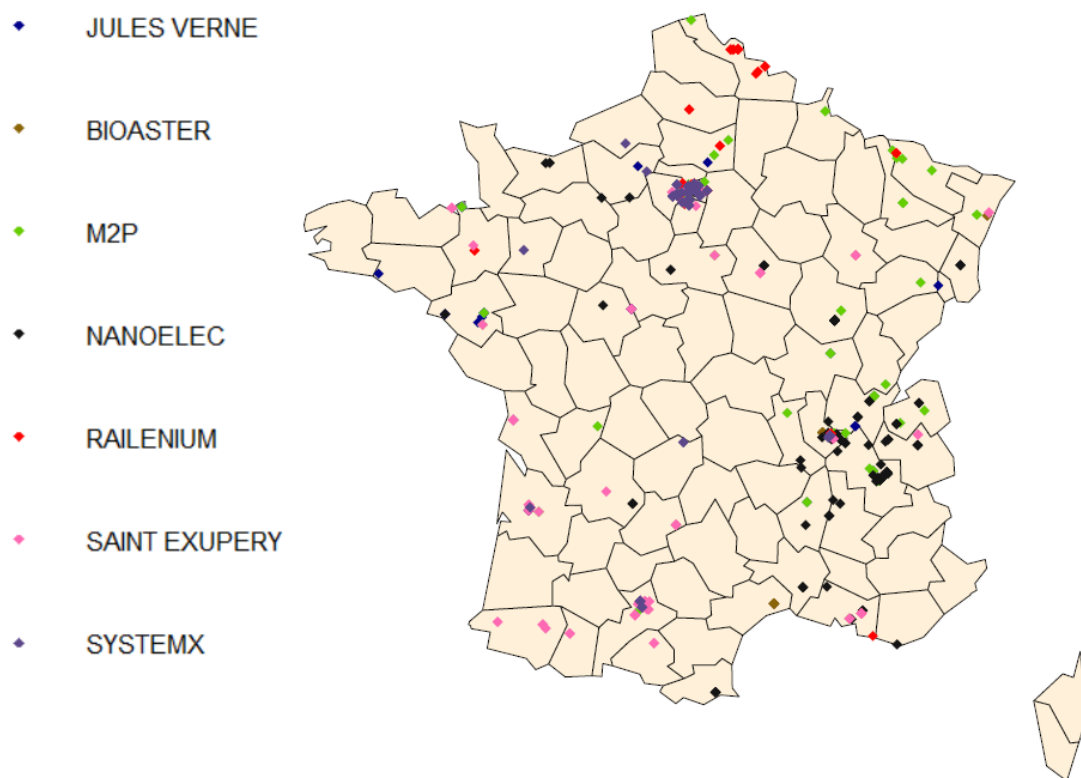 JULES VERNE
BIOASTER
M2P
NANOELEC
RAILENIUM
SAINT EXUPERY
SYSTEMX